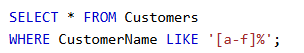 SELECT * FROM Customers
WHERE CustomerName LIKE '[a-f]%';